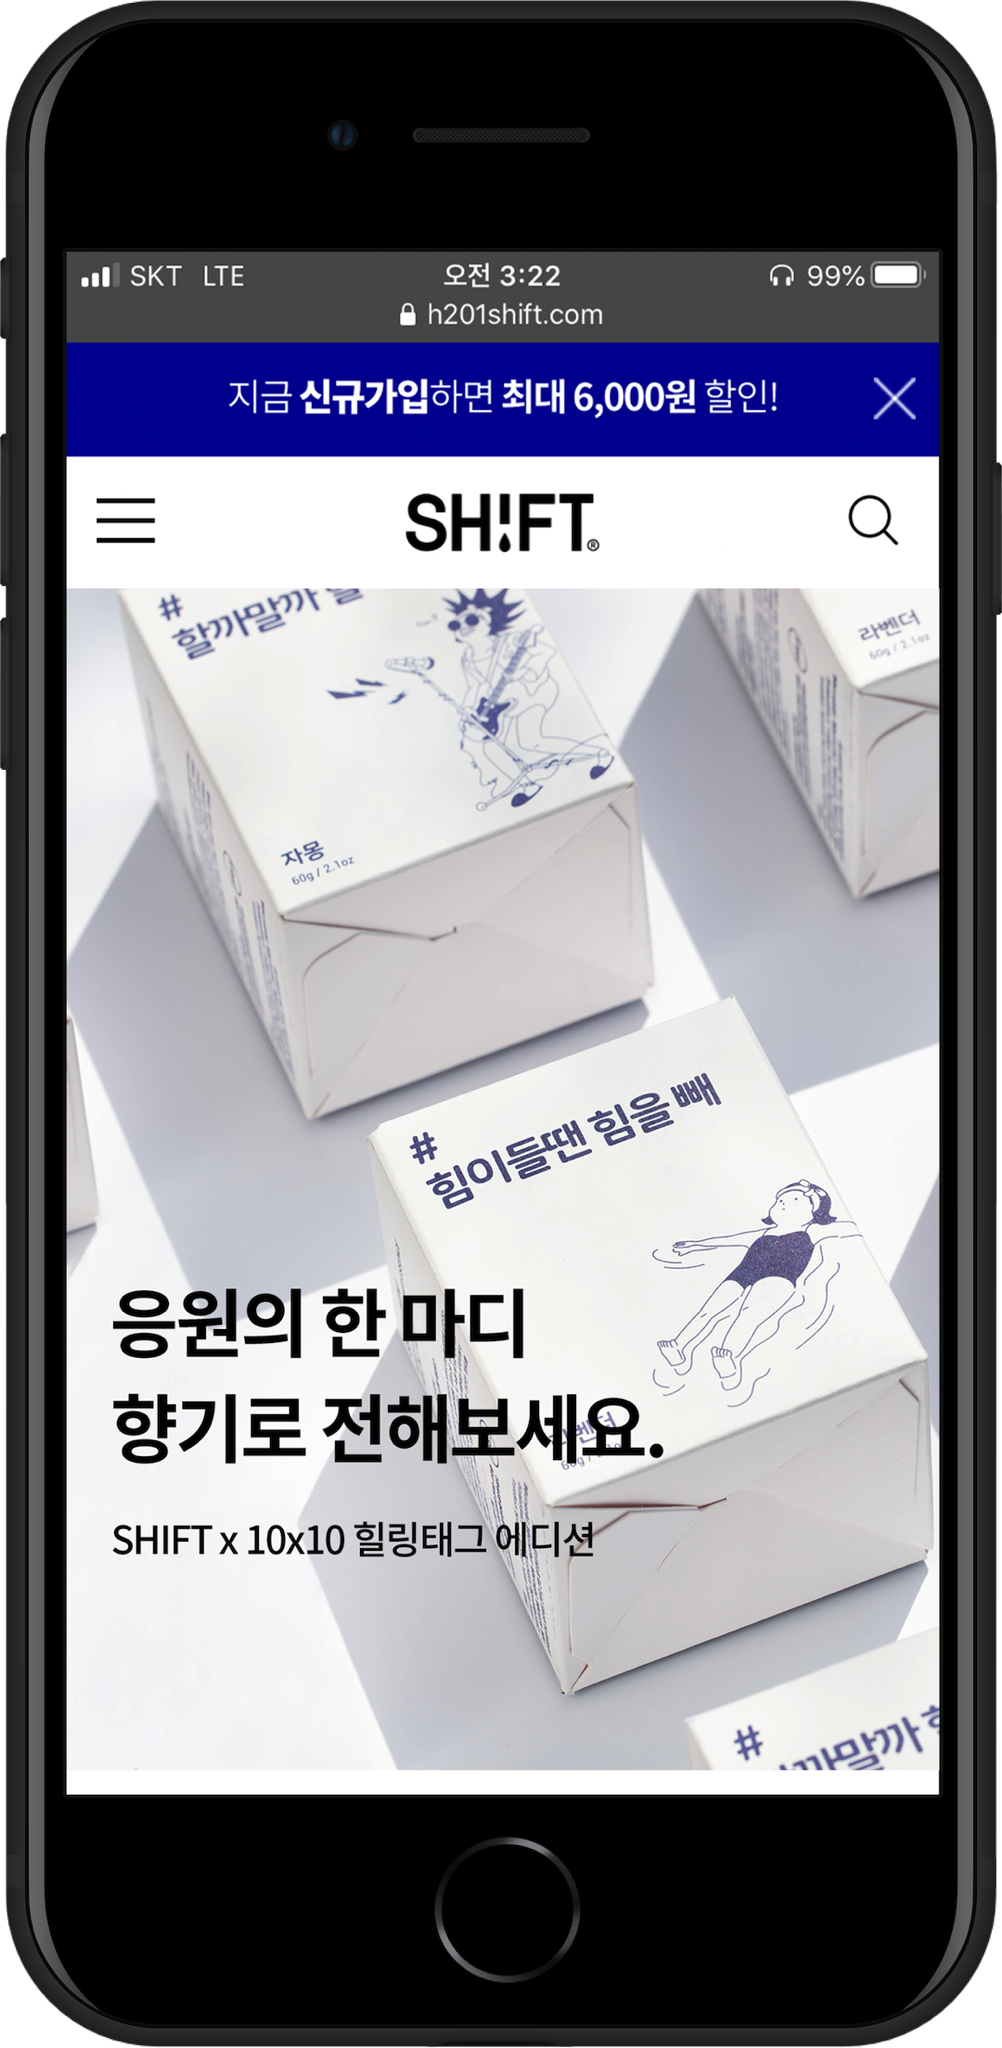 SKT LTE 오전 3:22 99%
h201shift.com
지금 신규가입하면 최대 6,000원 할인!
SH!FT®
#
할까말까
라벤더
60g / 2.1oz
자몽
60g / 2.1oz
#
힘이들땐 힘을 빼
응원의 한 마디
향기로 전해보세요.
라벤더
SHIFT x 10x10 힐링태그 에디션
#
까말까